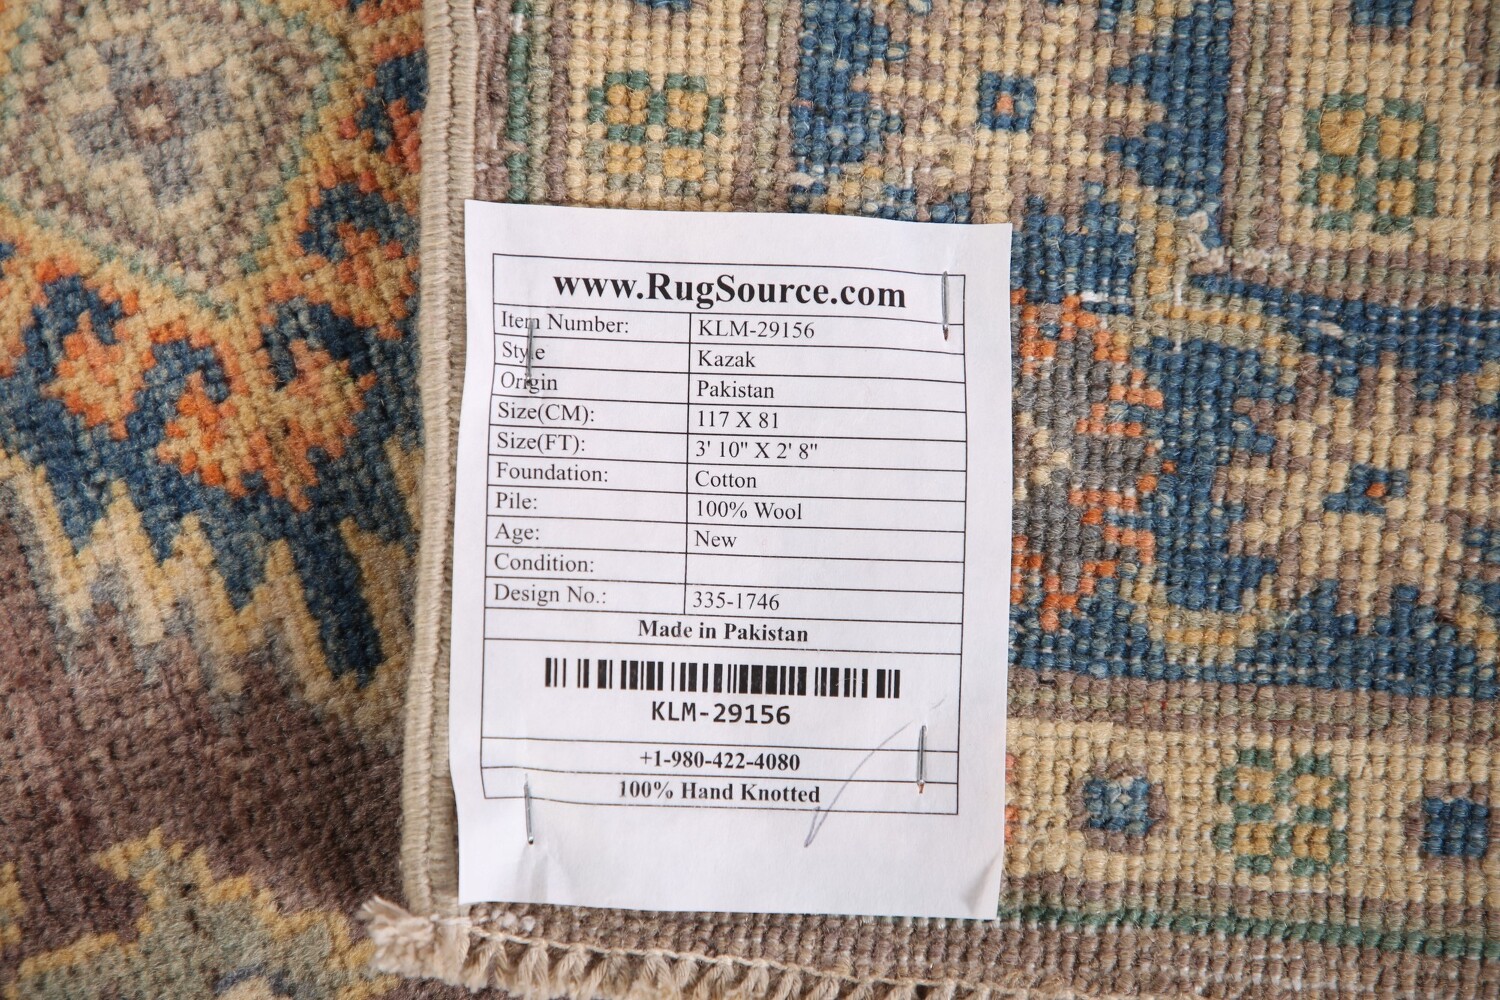 www.RugSource.com
Item Number: KLM-29156
Style Kazak
Origin Pakistan
Size(CM): 117 X 81
Size(FT): 3' 10" X 2' 8"
Foundation: Cotton
Pile: 100% Wool
Age: New
Condition:
Design No.: 335-1746
Made in Pakistan
KLM-29156
+1-980-422-4080
100% Hand Knotted